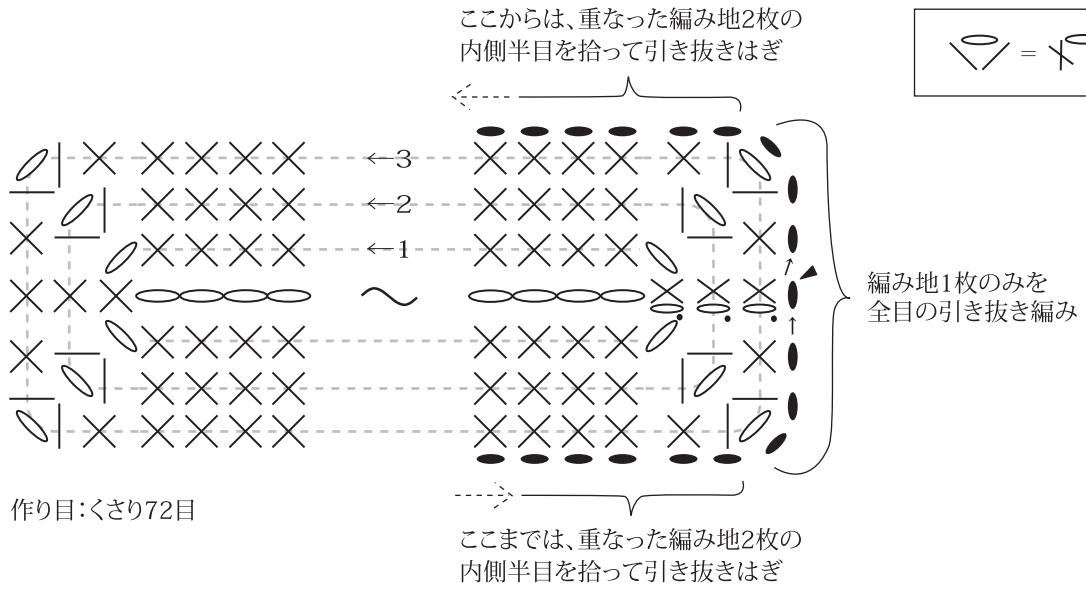 ここからは、重なった編み地2枚の
内側半目を拾って引き抜きはぎ
=
←3
←2
←1
編み地1枚のみを
全目の引き抜き編み
作り目:くさり72目
ここまでは、重なった編み地2枚の
内側半目を拾って引き抜きはぎ